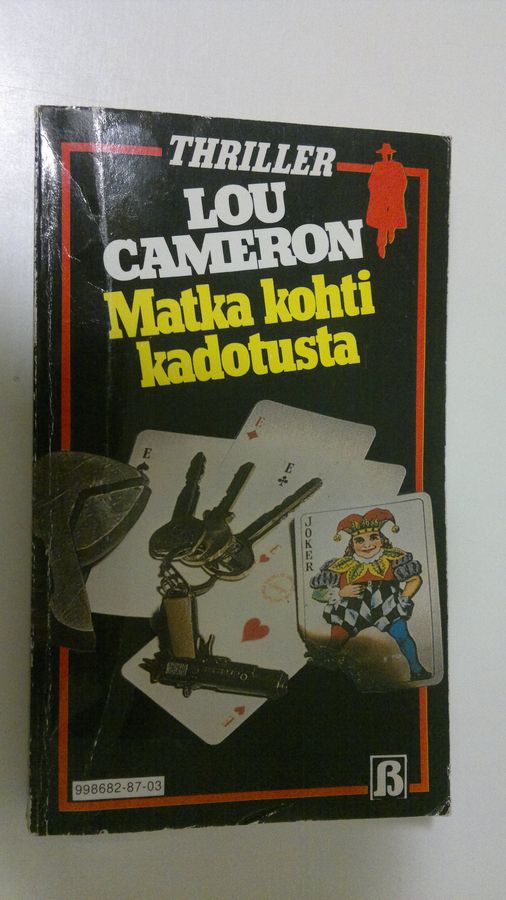 THRILLER
LOU
CAMERON
Matka kohti
kadotusta
E
E
E
JOKER
E
E
998682-87-03
B